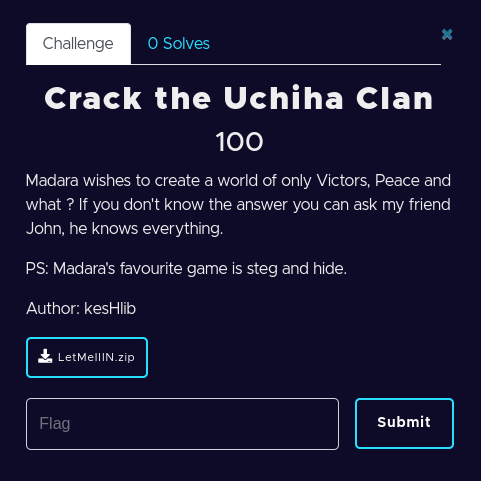 Challenge
0 Solves
Crack the Uchiha Clan
100
Madara wishes to create a world of only Victors, Peace and
what ? If you don't know the answer you can ask my friend
John, he knows everything.
PS: Madara's favourite game is steg and hide.
Author: kesHlib
LetMeIIIN.zip
Flag
Submit